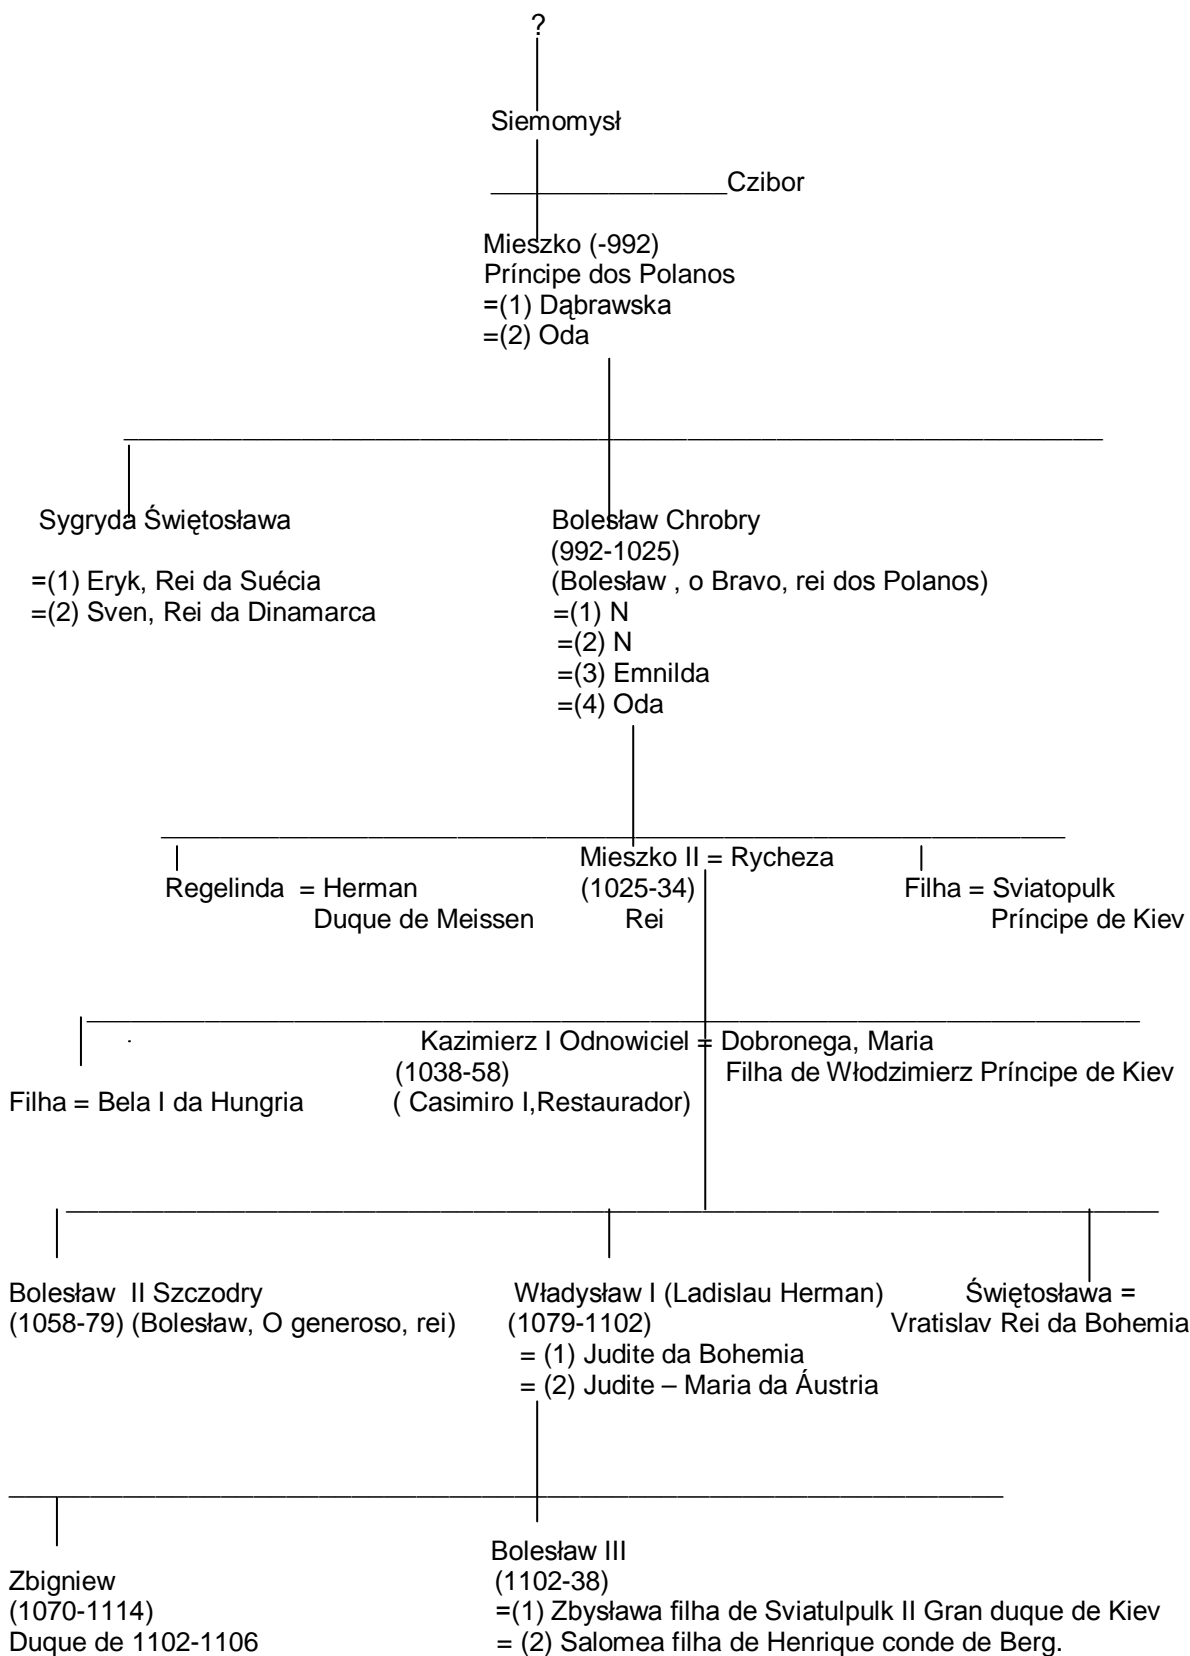 ?
Siemomysł
Czibor
Mieszko (-992)
Príncipe dos Polanos
=(1) Dąbrawska
=(2) Oda
Sygryda Świętosława
=(1) Eryk, Rei da Suécia
=(2) Sven, Rei da Dinamarca
Bolesław Chrobry
(992-1025)
(Bolesław , o Bravo, rei dos Polanos)
=(1) N
=(2) N
=(3) Emnilda
=(4) Oda
Regelinda = Herman
Duque de Meissen
Mieszko II = Rycheza
(1025-34)
Rei
Filha = Sviatopulk
Príncipe de Kiev
Filha = Bela I da Hungria
Kazimierz I Odnowiciel = Dobronega, Maria
(1038-58) Filha de Włodzimierz Príncipe de Kiev
( Casimiro I,Restaurador)
Bolesław II Szczodry
(1058-79) (Bolesław, O generoso, rei)
Władysław I (Ladislau Herman)
(1079-1102)
= (1) Judite da Bohemia
= (2) Judite – Maria da Áustria
Świętosława =
Vratislav Rei da Bohemia
Zbigniew
(1070-1114)
Duque de 1102-1106
Bolesław III
(1102-38)
=(1) Zbysława filha de Sviatulpulk II Gran duque de Kiev
= (2) Salomea filha de Henrique conde de Berg.